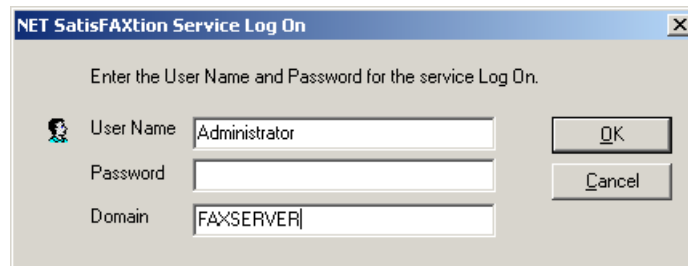 NET SatisFAXtion Service Log On
Enter the User Name and Password for the service Log On.
User Name Administrator OK
Password Cancel
Domain FAXSERVER